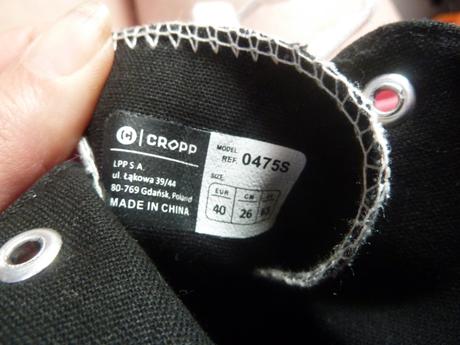 CROPP
LPP S.A.
ul. Łąkowa 39/44
80-769 Gdańsk, Poland
MADE IN CHINA
MODEL
REF. 0475S
SIZE
EUR CM
40 26